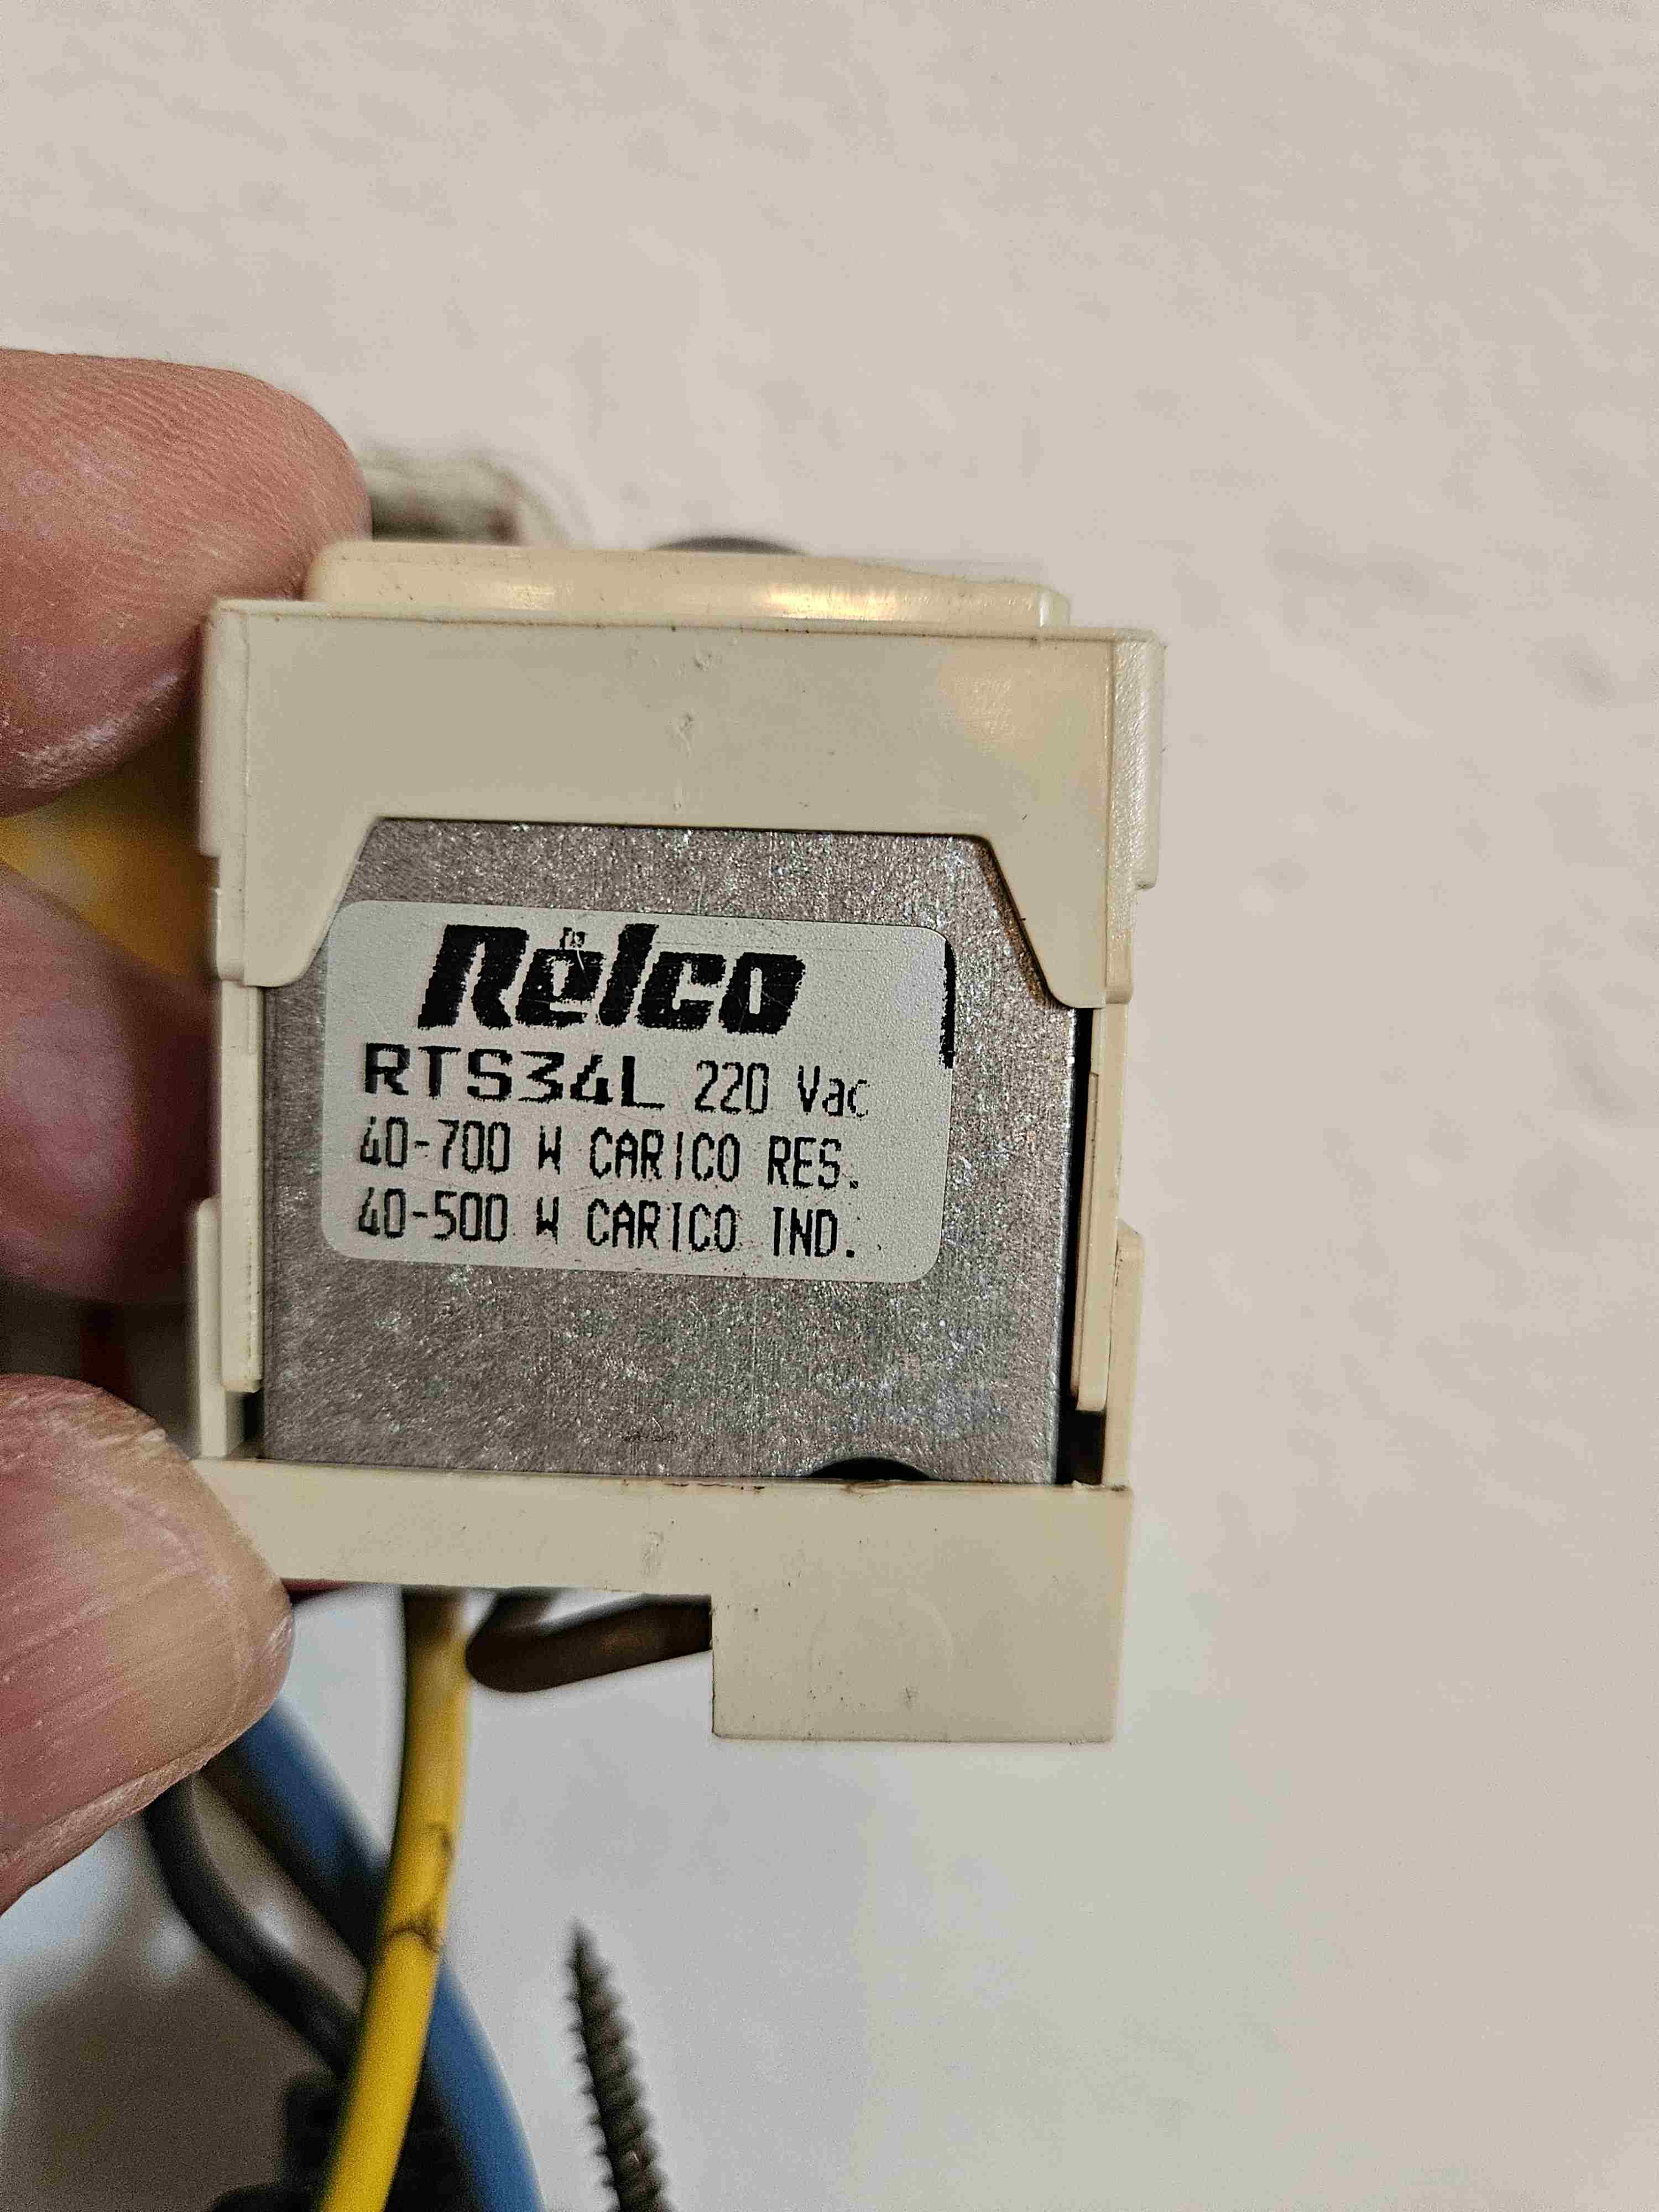 Relco
RTS34L 220 Vac
40-700 W CARICO RES.
40-500 W CARICO IND.